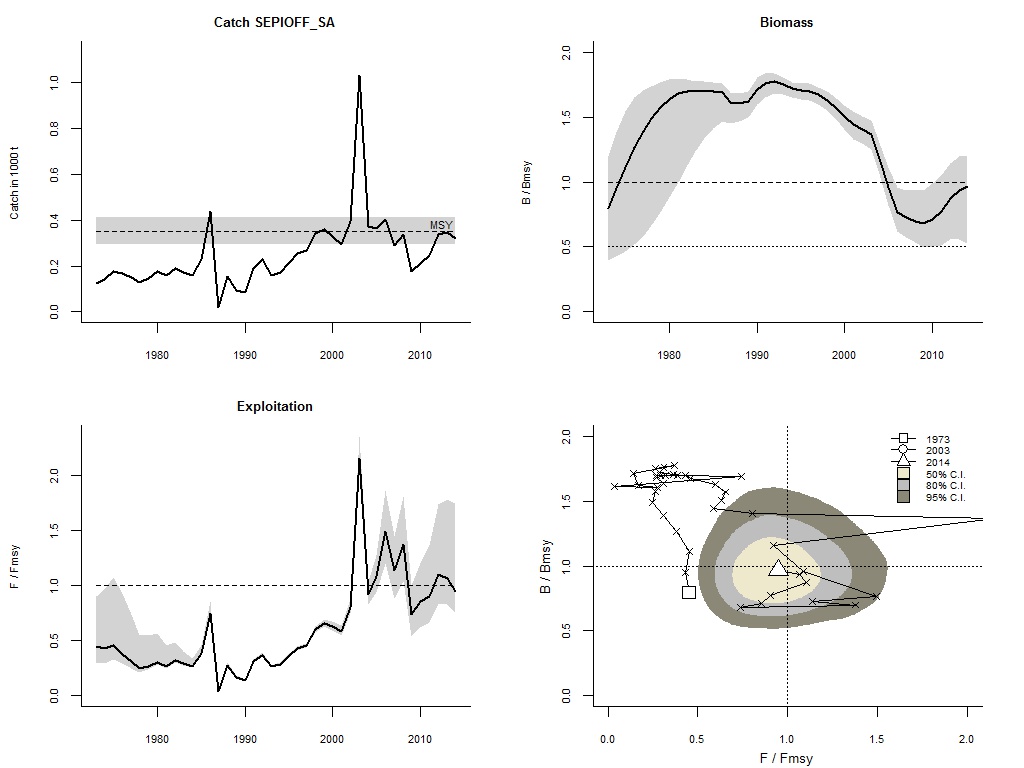 Catch SEPIOFF_SA
Catch in 1000 t
1.0
0.8
0.6
0.4
0.2
0.0
MSY
1980 1990 2000 2010
Biomass
B / Bmsy
2.0
1.5
1.0
0.5
0.0
1980 1990 2000 2010
Exploitation
F / Fmsy
2.0
1.5
1.0
0.5
0.0
1980 1990 2000 2010
B / Bmsy
2.0
1.5
1.0
0.5
0.0
1973
2003
2014
50% C.I.
80% C.I.
95% C.I.
0.0 0.5 1.0 1.5 2.0
F / Fmsy